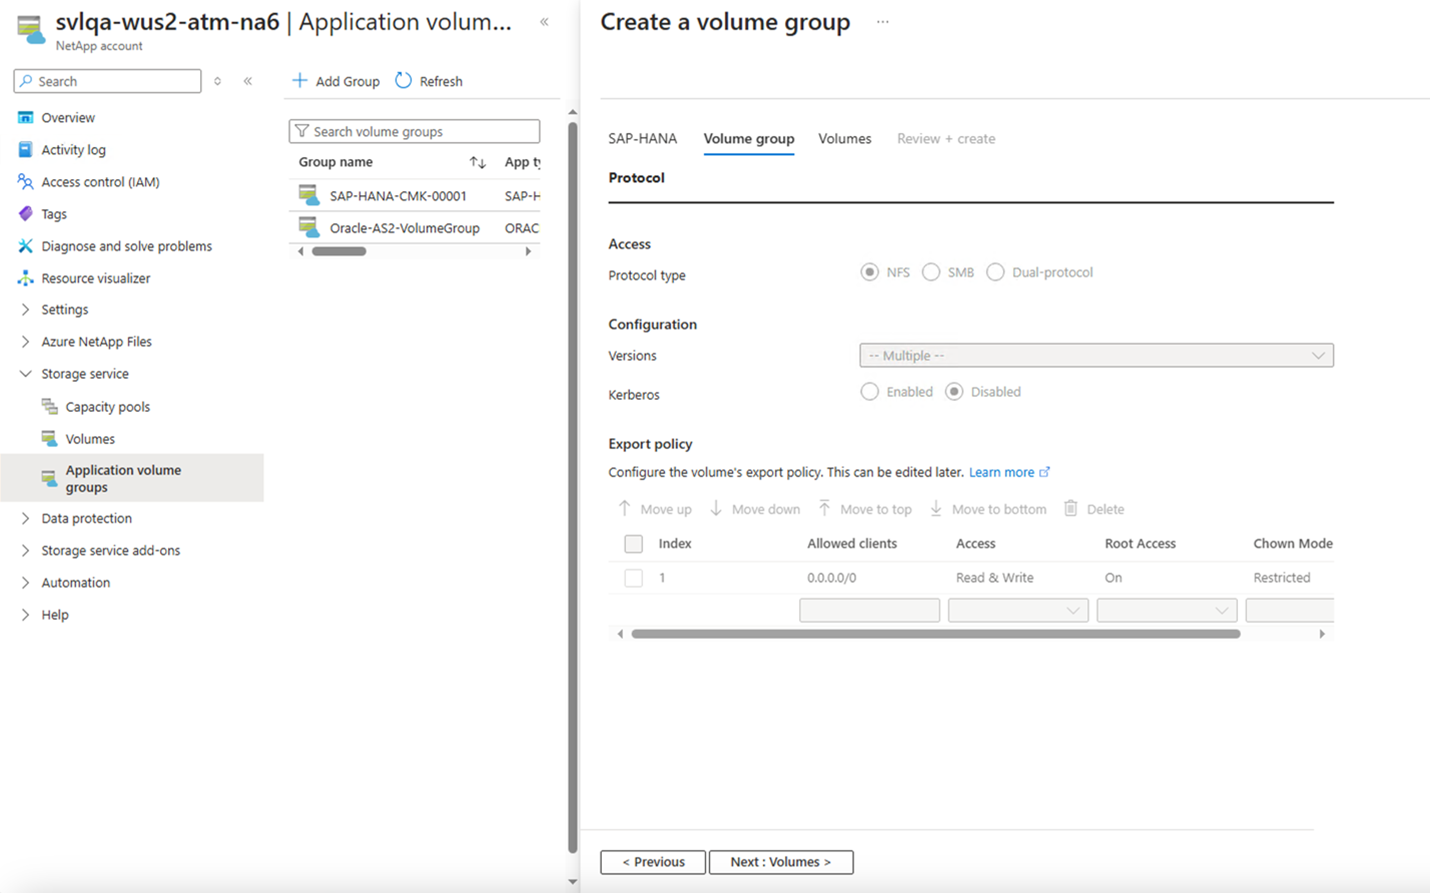 svlqa-wus2-atm-na6 | Application volum...
NetApp account
Search
Overview
Activity log
Access control (IAM)
Tags
Diagnose and solve problems
Resource visualizer
Settings
Azure NetApp Files
Storage service
Capacity pools
Volumes
Application volume
groups
Data protection
Storage service add-ons
Automation
Help
Add Group Refresh
Search volume groups
Group name App ty
SAP-HANA-CMK-00001 SAP-H
Oracle-AS2-VolumeGroup ORAC
Create a volume group ...
SAP-HANA Volume group Volumes Review + create
Protocol
Access
Protocol type NFS SMB Dual-protocol
Configuration
Versions -- Multiple --
Kerberos Enabled Disabled
Export policy
Configure the volume's export policy. This can be edited later. Learn more
Move up Move down Move to top Move to bottom Delete
Index Allowed clients Access Root Access Chown Mode
1 0.0.0.0/0 Read & Write On Restricted
< Previous Next : Volumes >